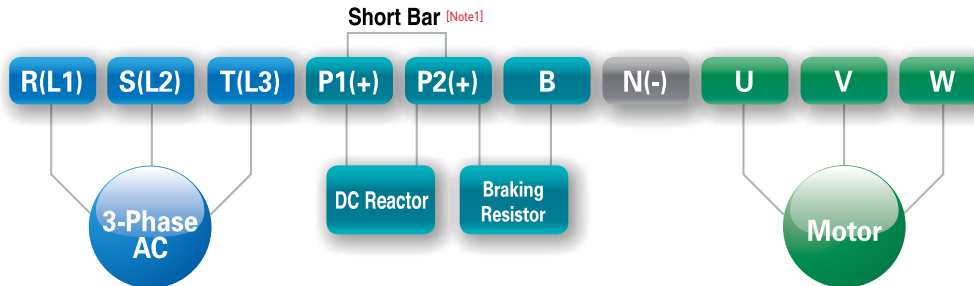 Short Bar [Note1]
R(L1) S(L2) T(L3) P1(+) P2(+) B N(-) U V W
DC Reactor
Braking
Resistor
3-Phase
AC
Motor